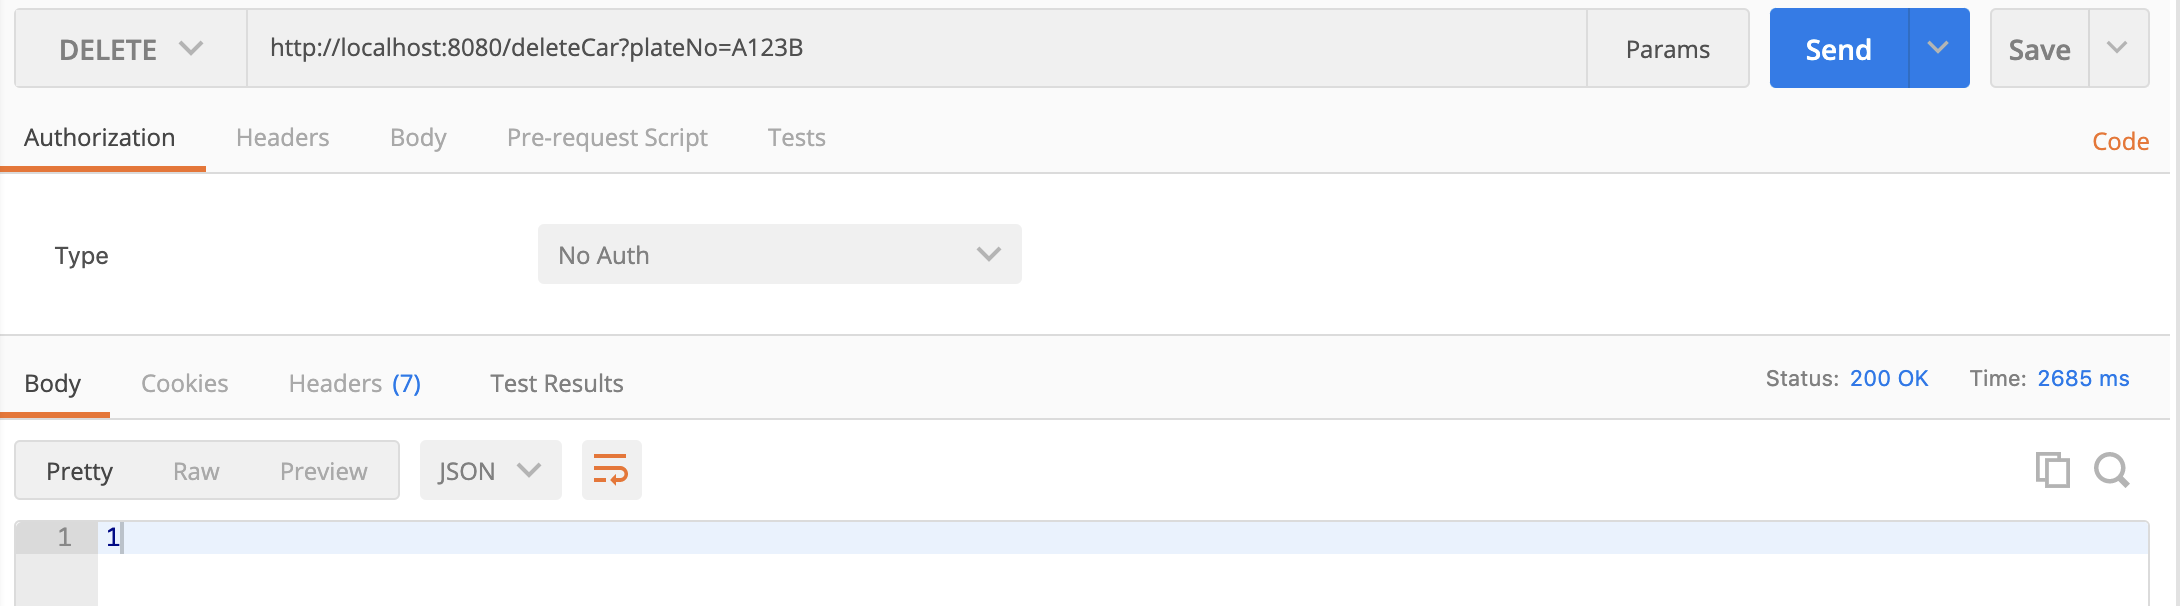 DELETE http://localhost:8080/deleteCar?plateNo=A123B Params Send Save
Authorization Headers Body Pre-request Script Tests Code
Type No Auth
Body Cookies Headers (7) Test Results Status: 200 OK Time: 2685 ms
Pretty Raw Preview JSON
1 1